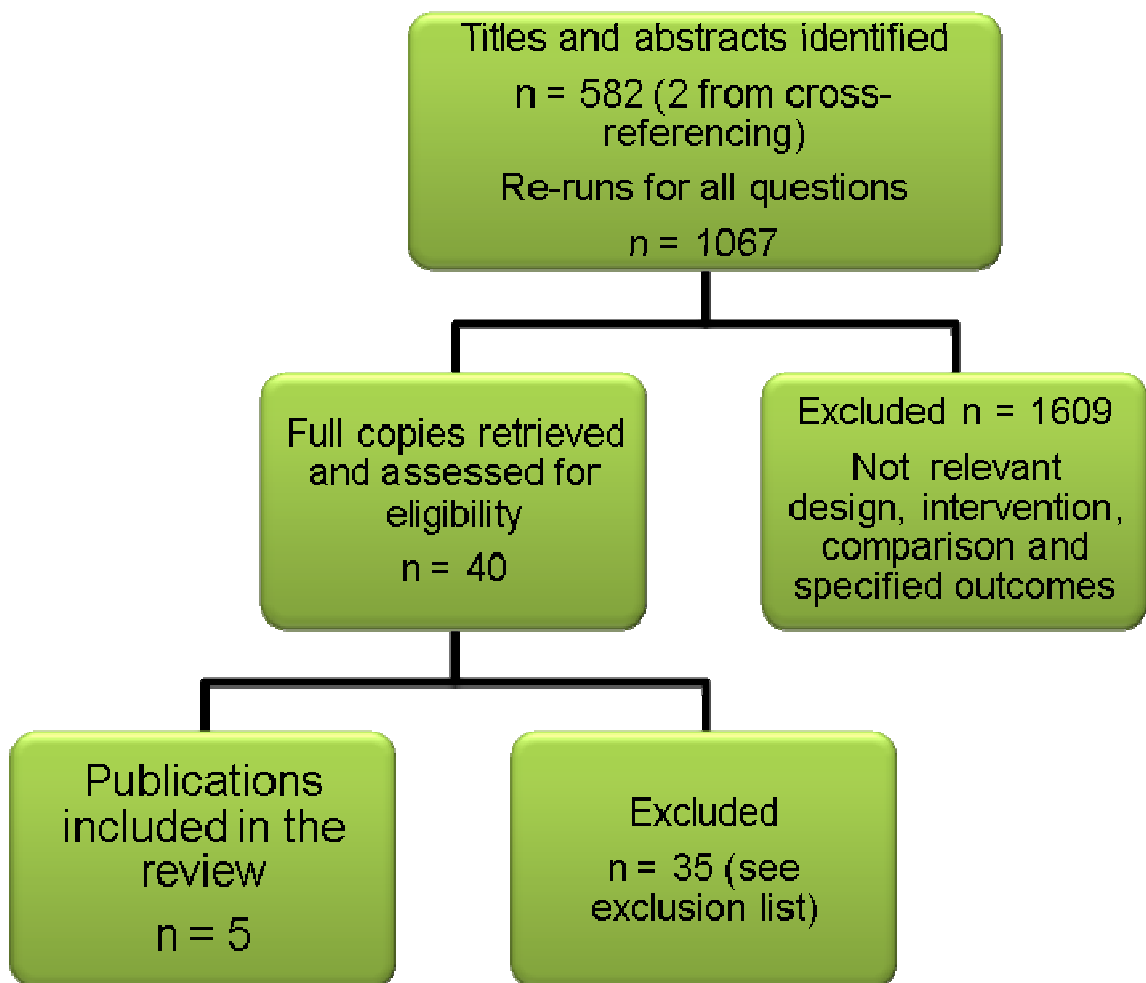 Titles and abstracts identified
n = 582 (2 from cross-
referencing)
Re-runs for all questions
n = 1067
Full copies retrieved
and assessed for
eligibility
n = 40
Excluded n = 1609
Not relevant
design, intervention,
comparison and
specified outcomes
Publications
included in the
review
n = 5
Excluded
n = 35 (see
exclusion list)